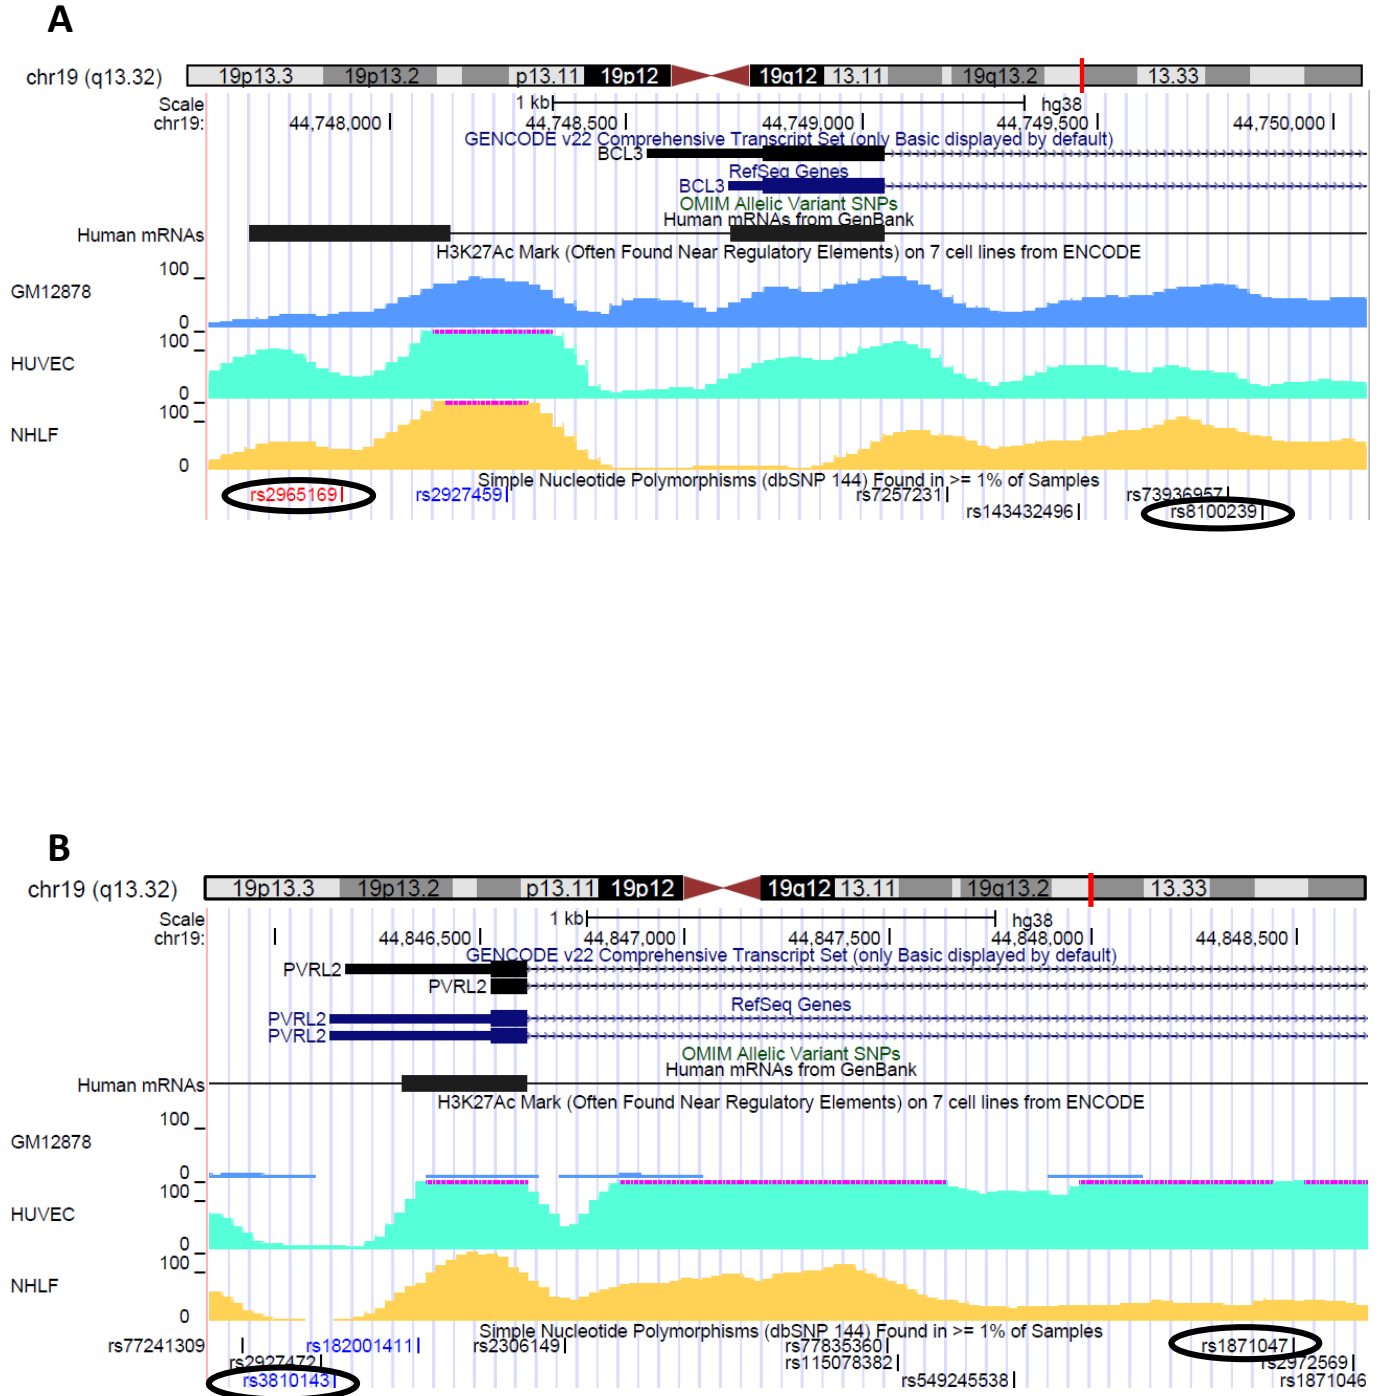 A
chr19 (q13.32) 19p13.3 19p13.2 p13.11 19p12 19q12 13.11 19q13.2 13.33
Scale 1 kb hg38
chr19: 44,748,000 44,748,500 44,749,000 44,749,500 44,750,000
GENCODE v22 Comprehensive Transcript Set (only Basic displayed by default)
BCL3
RefSeq Genes
BCL3
OMIM Allelic Variant SNPs
Human mRNAs from GenBank
Human mRNAs
H3K27Ac Mark (Often Found Near Regulatory Elements) on 7 cell lines from ENCODE
100
GM12878
0
100
HUVEC
0
100
NHLF
0
Simple Nucleotide Polymorphisms (dbSNP 144) Found in >= 1% of Samples
rs2965169 rs2927459 rs7257231 rs73936957
rs143432496 rs8100239
B
chr19 (q13.32) 19p13.3 19p13.2 p13.11 19p12 19q12 13.11 19q13.2 13.33
Scale 1 kb hg38
chr19: 44,846,500 44,847,000 44,847,500 44,848,000 44,848,500
GENCODE v22 Comprehensive Transcript Set (only Basic displayed by default)
PVRL2
PVRL2
RefSeq Genes
PVRL2
PVRL2
OMIM Allelic Variant SNPs
Human mRNAs from GenBank
Human mRNAs
H3K27Ac Mark (Often Found Near Regulatory Elements) on 7 cell lines from ENCODE
100
GM12878
0
100
HUVEC
0
100
NHLF
0
Simple Nucleotide Polymorphisms (dbSNP 144) Found in >= 1% of Samples
rs77241309 rs182001411 rs2306149 rs77835360 rs1871047
rs2927472 rs115078382 rs2972569
rs3810143 rs549245538 rs1871046